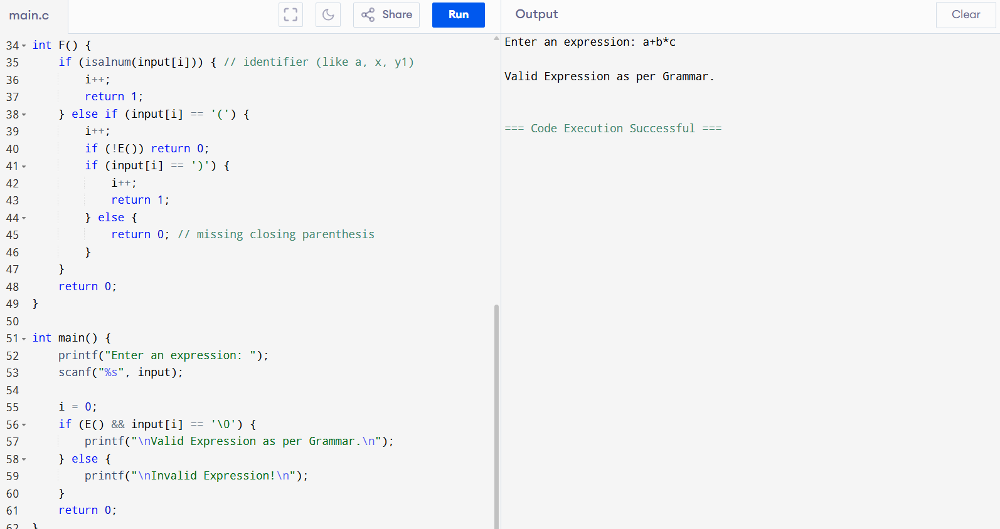 main.c
Share
Run
34 int F() {
35 if (isalnum(input[i])) { // identifier (like a, x, y1)
36 i++;
37 return 1;
38 } else if (input[i] == '(') {
39 i++;
40 if (!E()) return 0;
41 if (input[i] == ')') {
42 i++;
43 return 1;
44 } else {
45 return 0; // missing closing parenthesis
46 }
47 }
48 return 0;
49 }
50
51 int main() {
52 printf("Enter an expression: ");
53 scanf("%s", input);
54
55 i = 0;
56 if (E() && input[i] == '\0') {
57 printf("\nValid Expression as per Grammar.\n");
58 } else {
59 printf("\nInvalid Expression!\n");
60 }
61 return 0;
62 }
Output
Clear
Enter an expression: a+b*c
Valid Expression as per Grammar.
=== Code Execution Successful ===